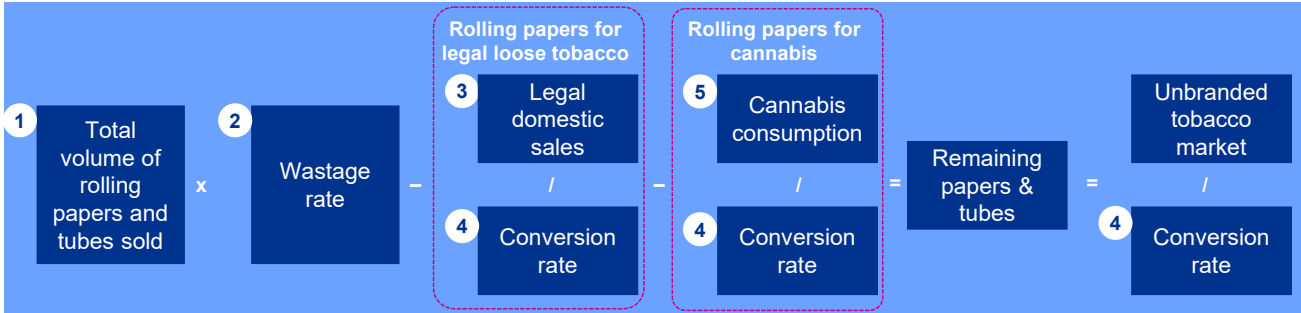 Rolling papers for
legal loose tobacco
Rolling papers for
cannabis
1
Total
volume of
rolling
papers and
tubes sold
x
2
Wastage
rate
–
3
Legal
domestic
sales
/
4
Conversion
rate
–
5
Cannabis
consumption
/
4
Conversion
rate
=
Remaining
papers &
tubes
=
Unbranded
tobacco
market
/
4
Conversion
rate